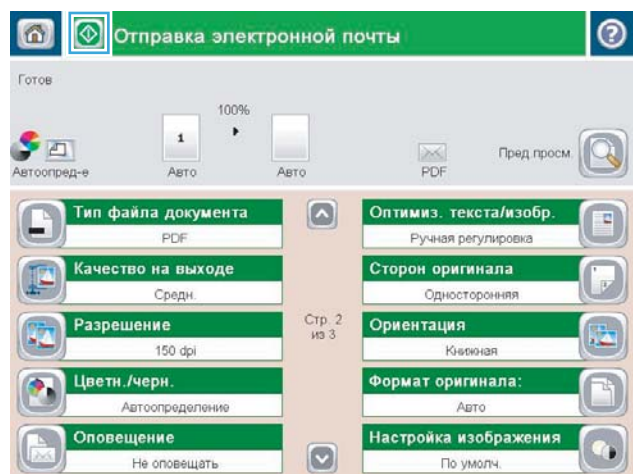 Отправка электронной почты
Готов
100%
1
Автоопред-е
Авто
Авто
PDF
Пред.просм.
Тип файла документа
PDF
Качество на выходе
Средн.
Разрешение
150 dpi
Цветн./черн.
Автоопределение
Оповещение
Не оповещать
Стр. 2
из 3
Оптимиз. текста/изобр.
Ручная регулировка
Сторон оригинала
Односторонняя
Ориентация
Книжная
Формат оригинала:
Авто
Настройка изображения
По умолч.